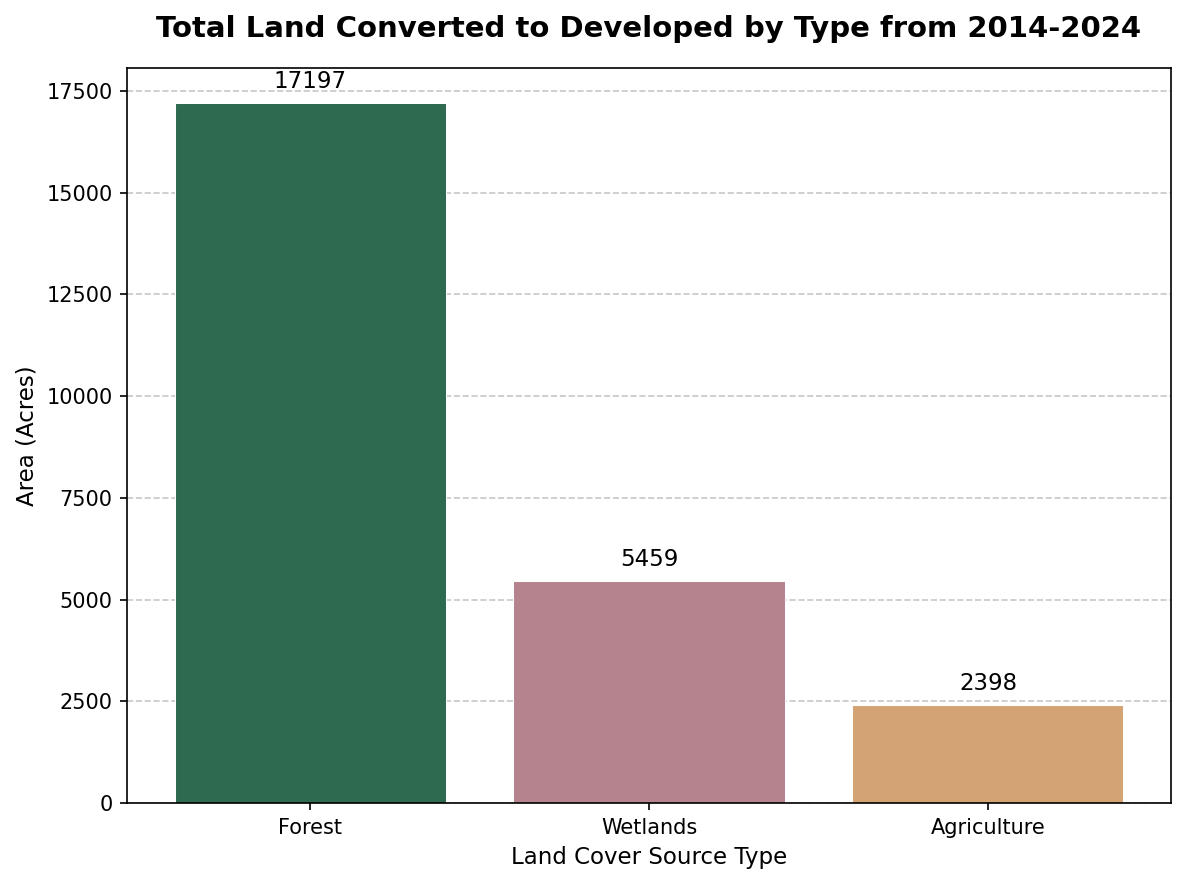 Total Land Converted to Developed by Type from 2014-2024
17500
15000
12500
10000
7500
5000
2500
0
Area (Acres)
17197
5459
2398
Forest
Wetlands
Agriculture
Land Cover Source Type